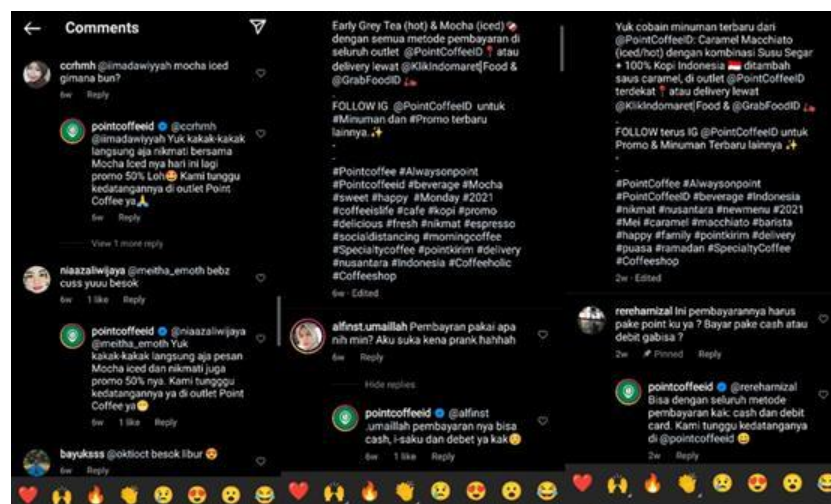 Comments
ccrhmh @iimadawiyyah mocha iced
gimana bun?
6w Reply
pointcoffeeid @ccrhmh
@iimadawiyyah Yuk kakak-kakak
langsung aja nikmati bersama
Mocha Iced nya hari ini lagi
promo 50% Loh🤩 Kami tunggu
kedatangannya di outlet Point
Coffee ya🙏
6w Reply
View 1 more reply
niaazaliwijaya @meitha_emoth bebz
cuss yuuu besok
6w 1 like Reply
pointcoffeeid @niaazaliwijaya
@meitha_emoth Yuk
kakak-kakak langsung aja pesan
Mocha iced dan nikmati juga
promo 50% nya. Kami tungggu
kedatangannya ya di outlet Point
Coffee ya😁
6w 1 like Reply
bayuksss @oktioct besok libur 😍
6w Reply
Early Grey Tea (hot) & Mocha (iced)🍫
dengan semua metode pembayaran di
seluruh outlet @PointCoffeeID📍 atau
delivery lewat @KlikIndomaret|Food &
@GrabFoodID 🛵
.
FOLLOW IG @PointCoffeeID untuk
#Minuman dan #Promo terbaru
lainnya.✨
-
-
#Pointcoffee #Alwaysonpoint
#Pointcoffeeid #beverage #Mocha
#sweet #happy #Monday #2021
#coffeeislife #cafe #kopi #promo
#delicious #fresh #nikmat #espresso
#socialdistancing #morningcoffee
#Specialtycoffee #pointkirim #delivery
#nusantara #Indonesia #Coffeeholic
#Coffeeshop
6w · Edited
alfinst.umaillah Pembayran pakai apa
nih min? Aku suka kena prank hahhah
6w Reply
Hide replies
pointcoffeeid @alfinst
.umaillah pembayaran nya bisa
cash, i-saku dan debet ya kak😊
6w 1 like Reply
Yuk cobain minuman terbaru dari
@PointCoffeeID: Caramel Macchiato
(iced/hot) dengan kombinasi Susu Segar
+ 100% Kopi Indonesia 🇮🇩 ditambah
saus caramel, di outlet @PointCoffeeID
terdekat📍 atau delivery lewat
@KlikIndomaret|Food & @GrabFoodID 🛵
.
FOLLOW terus IG @PointCoffeeID untuk
Promo & Minuman Terbaru lainnya ✨
-
-
#PointCoffee #Alwaysonpoint
#PointCoffeeID #beverage #Indonesia
#nikmat #nusantara #newmenu #2021
#Mei #caramel #macchiato #barista
#happy #family #pointkirim #delivery
#puasa #ramadan #SpecialtyCoffee
#Coffeeshop
2w · Edited
rerehamizal Ini pembayarannya harus
pake point ku ya ? Bayar pake cash atau
debit gabisa ?
2w Pinned Reply
pointcoffeeid @rerehamizal
Bisa dengan seluruh metode
pembayaran kak: cash dan debit
card. Kami tunggu kedatanganya
di @pointcoffeeid 😀
2w Reply